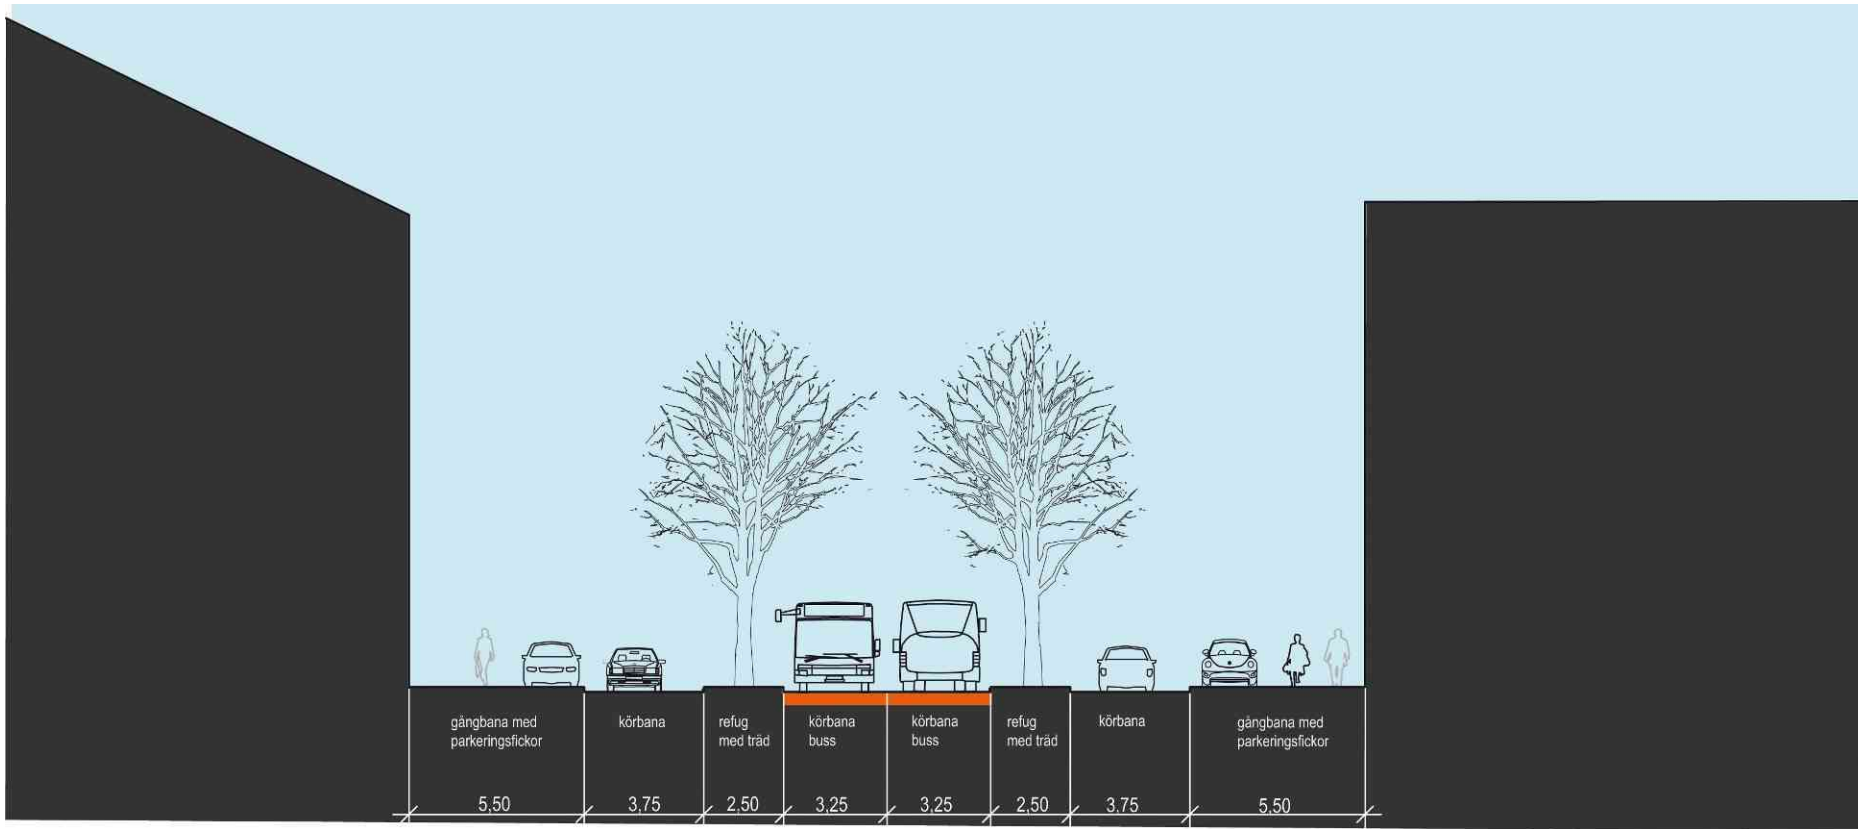 gångbana med
parkeringsfickor
körbana
refug
med träd
körbana
buss
körbana
buss
refug
med träd
körbana
gångbana med
parkeringsfickor
5,50
3,75
2,50
3,25
3,25
2,50
3.75
5,50